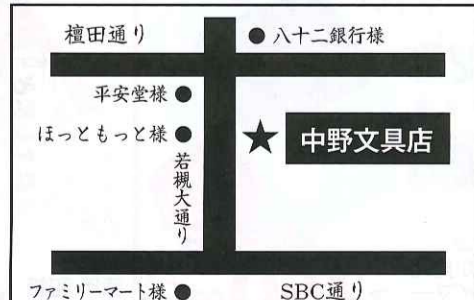 檀田通り
八十二銀行様
平安堂様
ほっともっと様
中野文具店
若槻大通り
ファミリーマート様
SBC通り